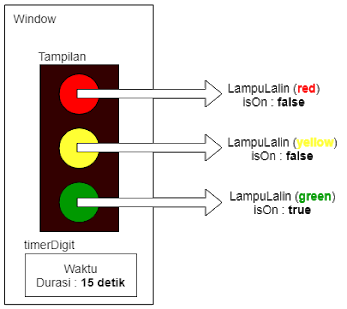 Window
Tampilan
LampuLalin (red)
isOn : false
LampuLalin (yellow)
isOn : false
LampuLalin (green)
isOn : true
timerDigit
Waktu
Durasi : 15 detik